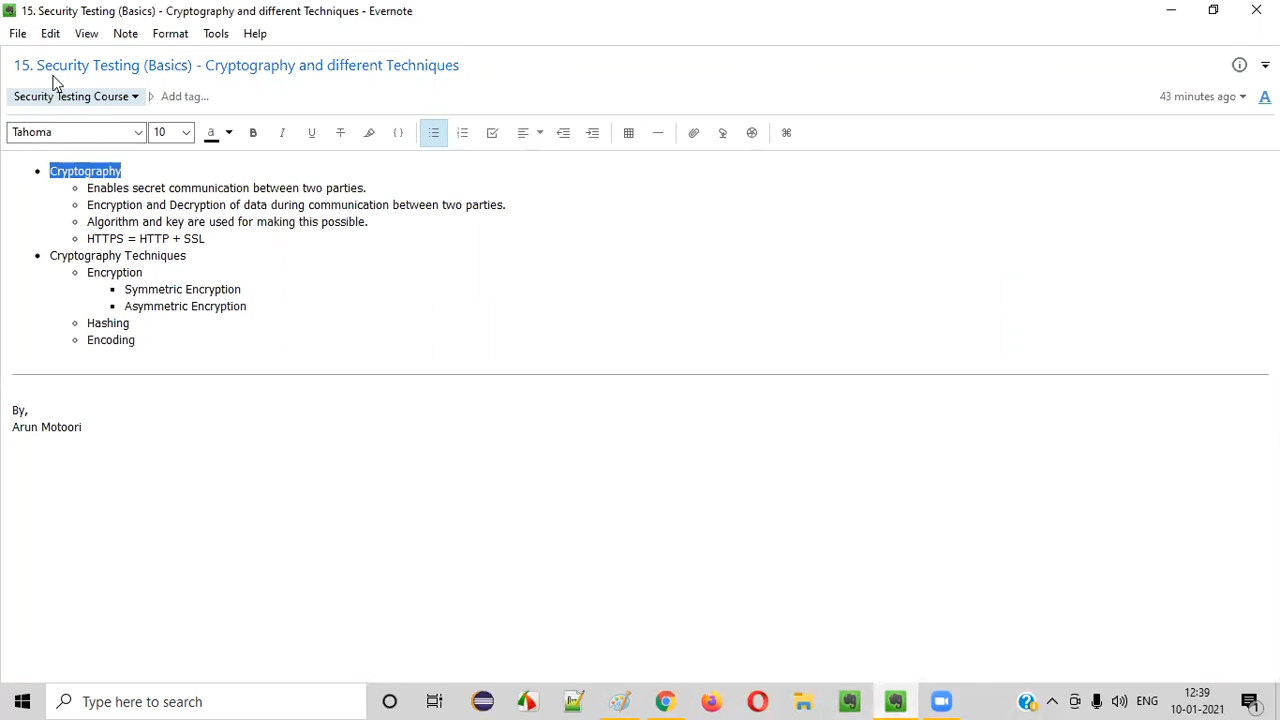 15. Security Testing (Basics) - Cryptography and different Techniques - Evernote
File Edit View Note Format Tools Help
15. Security Testing (Basics) - Cryptography and different Techniques
Security Testing Course Add tag...
43 minutes ago
Tahoma 10 a B I U T
Cryptography
Enables secret communication between two parties.
Encryption and Decryption of data during communication between two parties.
Algorithm and key are used for making this possible.
HTTPS = HTTP + SSL
Cryptography Techniques
Encryption
Symmetric Encryption
Asymmetric Encryption
Hashing
Encoding
By,
Arun Motoori
Type here to search
ENG
12:39
10-01-2021